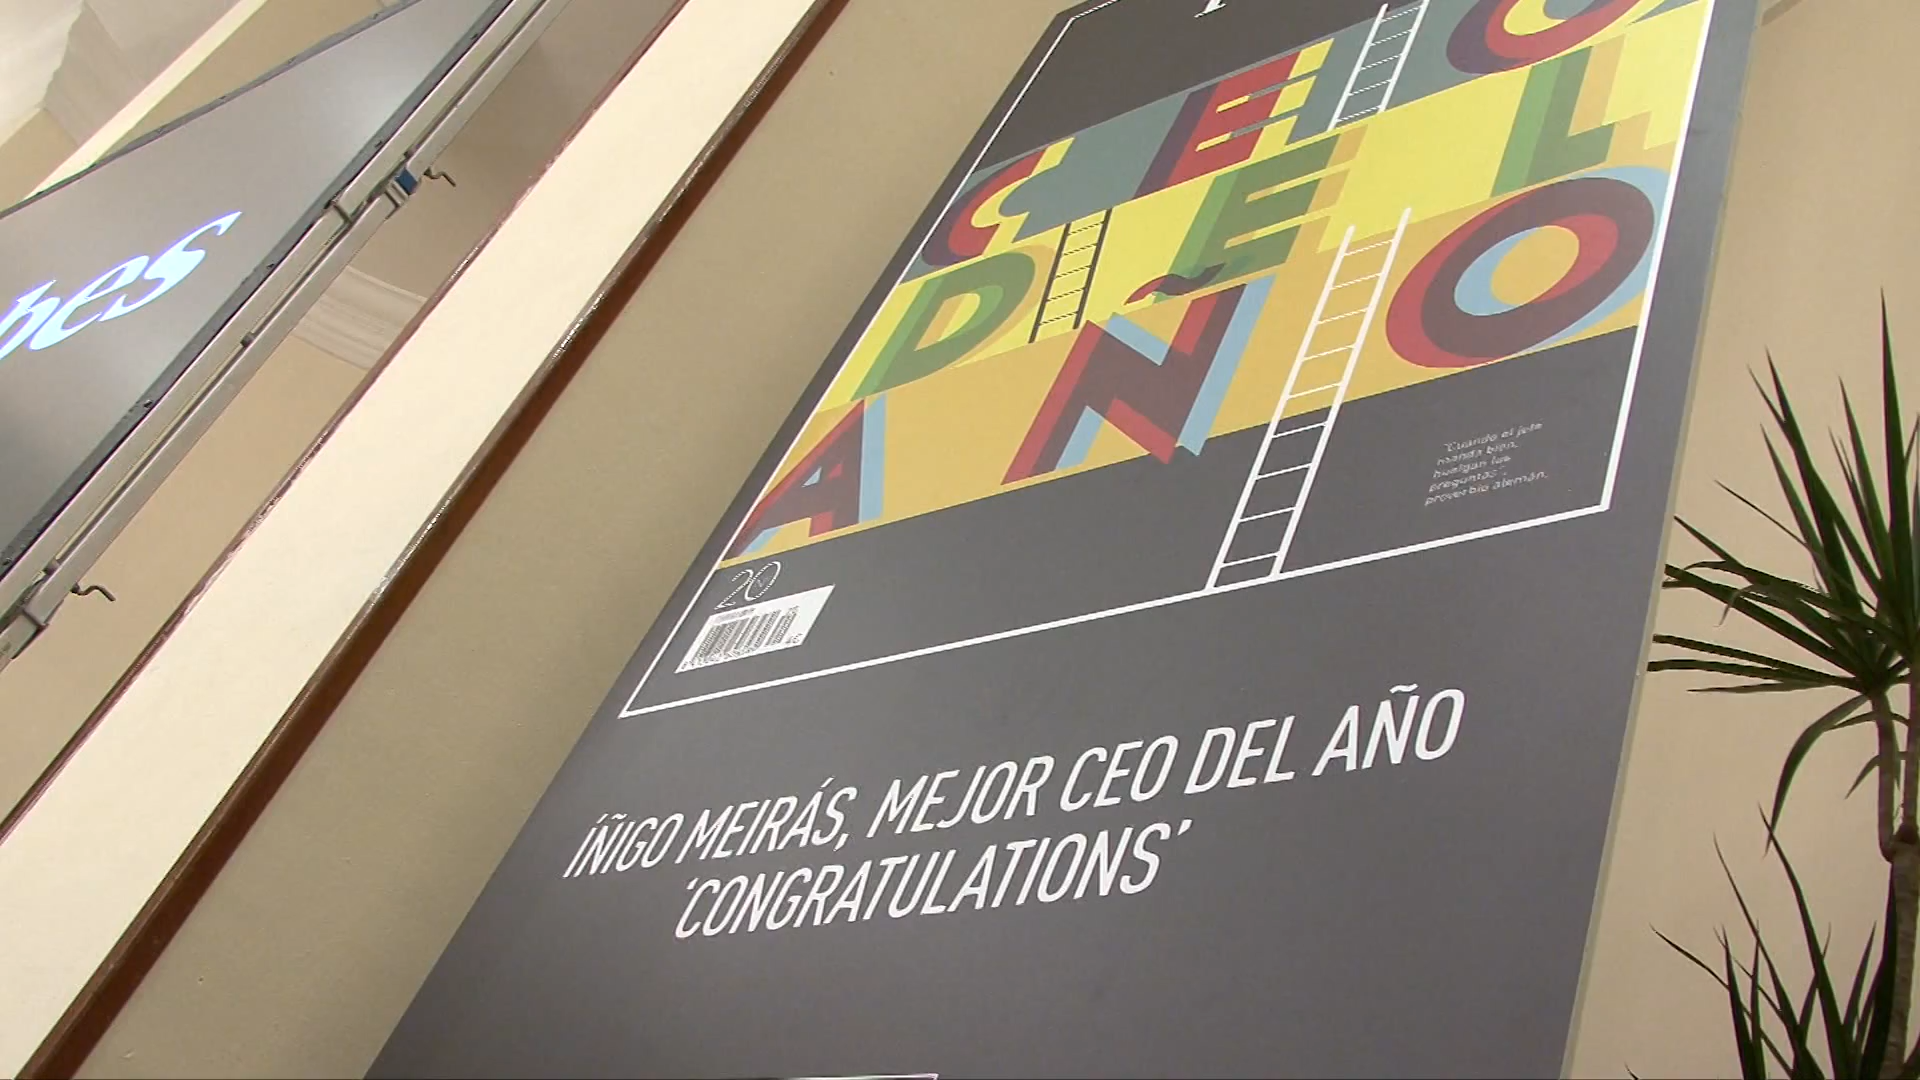 bes
CEO
DEL
AÑO
"Cuando el jefe
manda bien,
huelgan las
preguntas".
proverbio alemán.
20
4€
ÍÑIGO MEIRÁS, MEJOR CEO DEL AÑO
'CONGRATULATIONS'